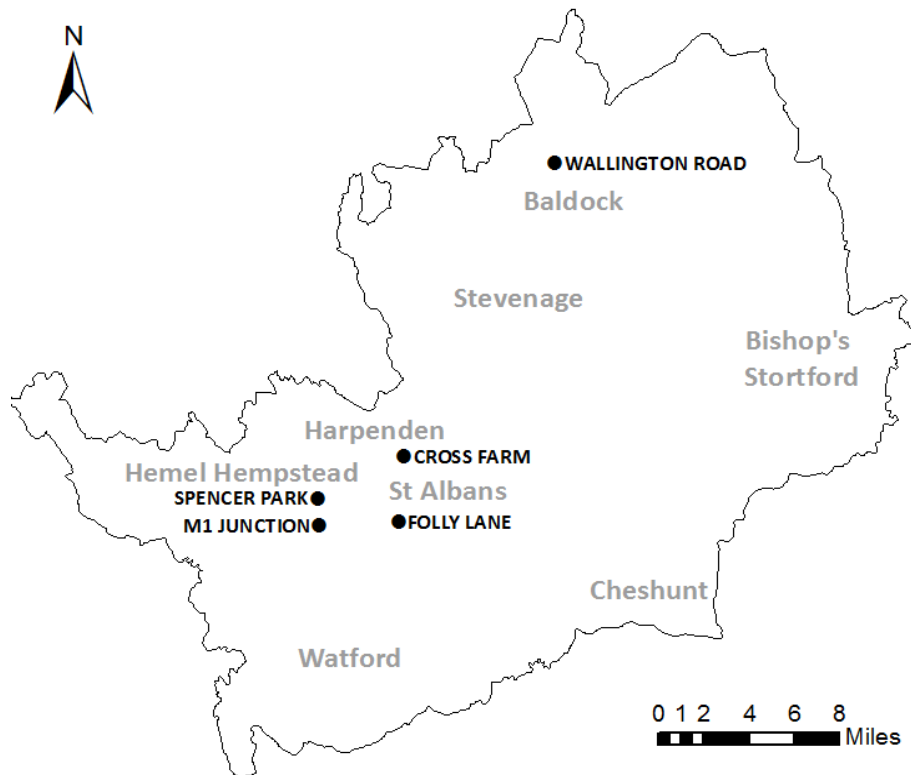 N
WALLINGTON ROAD
Baldock
Stevenage
Bishop's
Stortford
Harpenden
CROSS FARM
Hemel Hempstead
St Albans
SPENCER PARK
M1 JUNCTION
FOLLY LANE
Cheshunt
Watford
0 1 2 4 6 8
Miles